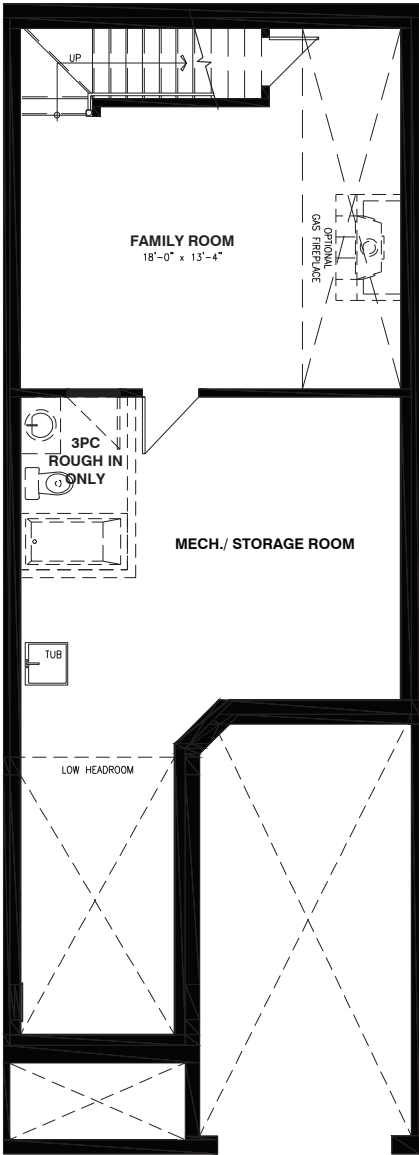 UP
FAMILY ROOM
18'-0" x 13'-4"
OPTIONAL
GAS FIREPLACE
3PC
ROUGH IN
ONLY
MECH./ STORAGE ROOM
TUB
LOW HEADROOM